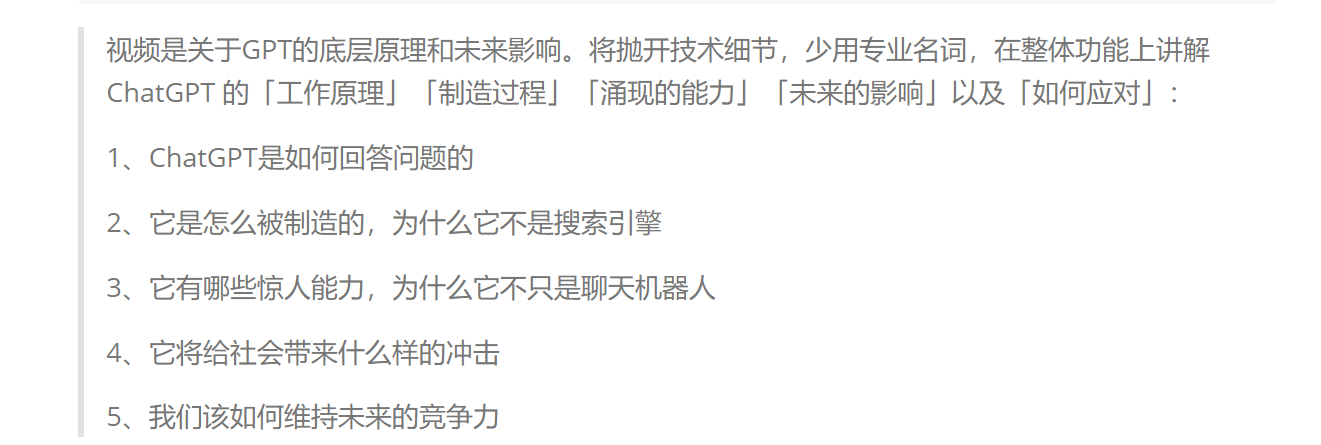 视频是关于GPT的底层原理和未来影响。将抛开技术细节，少用专业名词，在整体功能上讲解
ChatGPT 的「工作原理」「制造过程」「涌现的能力」「未来的影响」以及「如何应对」：
1、ChatGPT是如何回答问题的
2、它是怎么被制造的，为什么它不是搜索引擎
3、它有哪些惊人能力，为什么它不只是聊天机器人
4、它将给社会带来什么样的冲击
5、我们该如何维持未来的竞争力